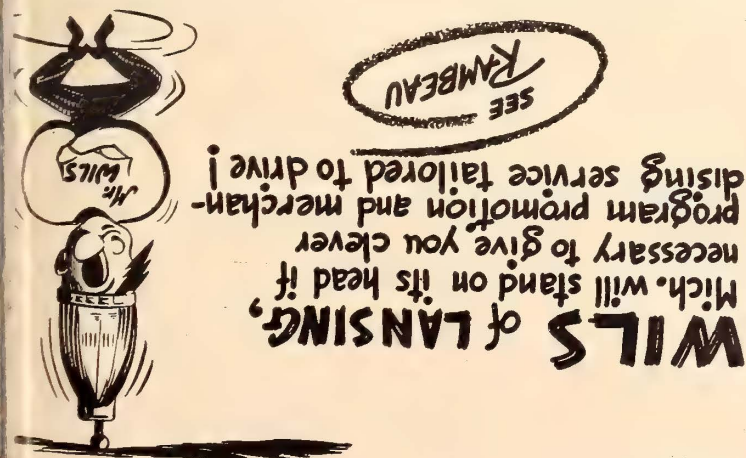 WILS of LANSING,
Mich. will stand on its head if
necessary to give you clever
program promotion and merchan-
dising service tailored to drive!
SEE
RAMBEAU
Mr.
WILS